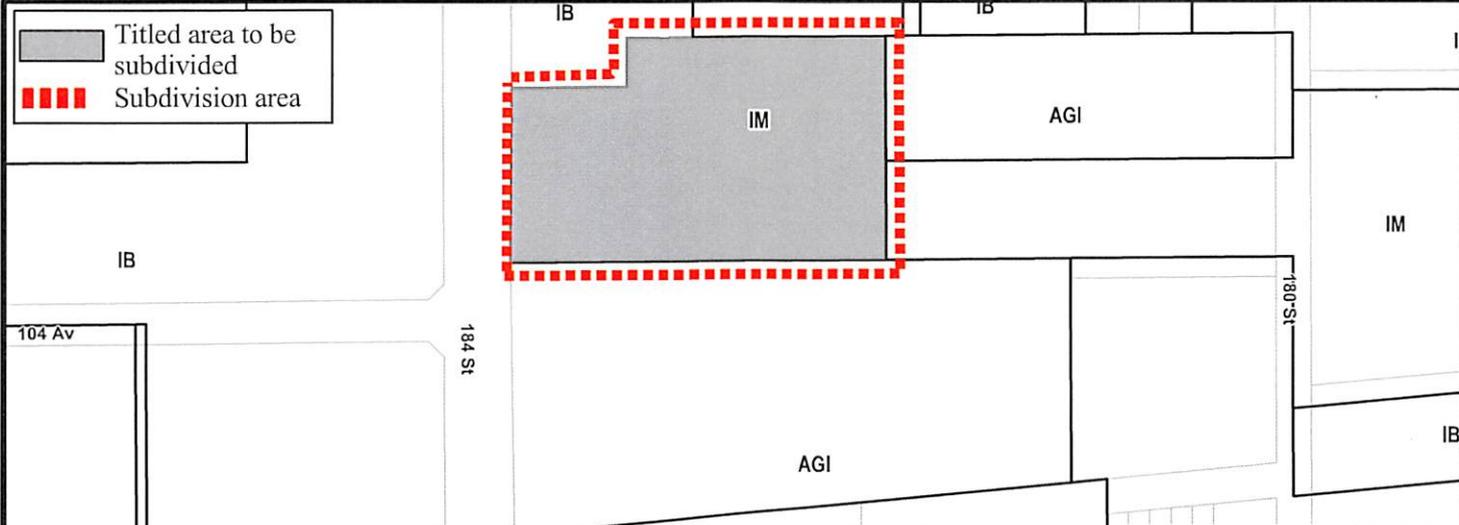 IB
IB
Titled area to be
subdivided
Subdivision area
IM
AGI
IM
IB
104 Av
184 St
180 St
AGI
IB